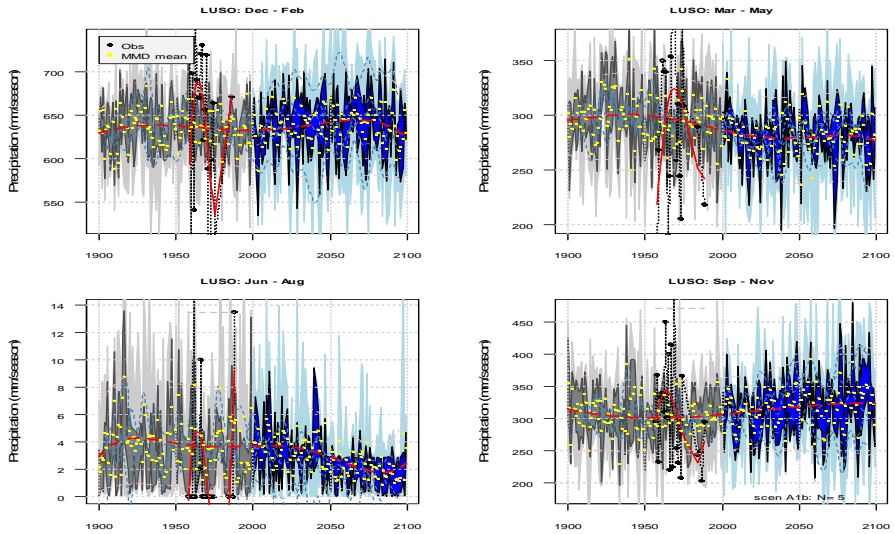 LUSO: Dec - Feb
Precipitation (mm/season)
700
650
600
550
Obs
MMD mean
1900 1950 2000 2050 2100
LUSO: Mar - May
Precipitation (mm/season)
350
300
250
200
1900 1950 2000 2050 2100
LUSO: Jun - Aug
Precipitation (mm/season)
14
12
10
8
6
4
2
0
1900 1950 2000 2050 2100
LUSO: Sep - Nov
Precipitation (mm/season)
450
400
350
300
250
200
scen A1b: N= 5
1900 1950 2000 2050 2100